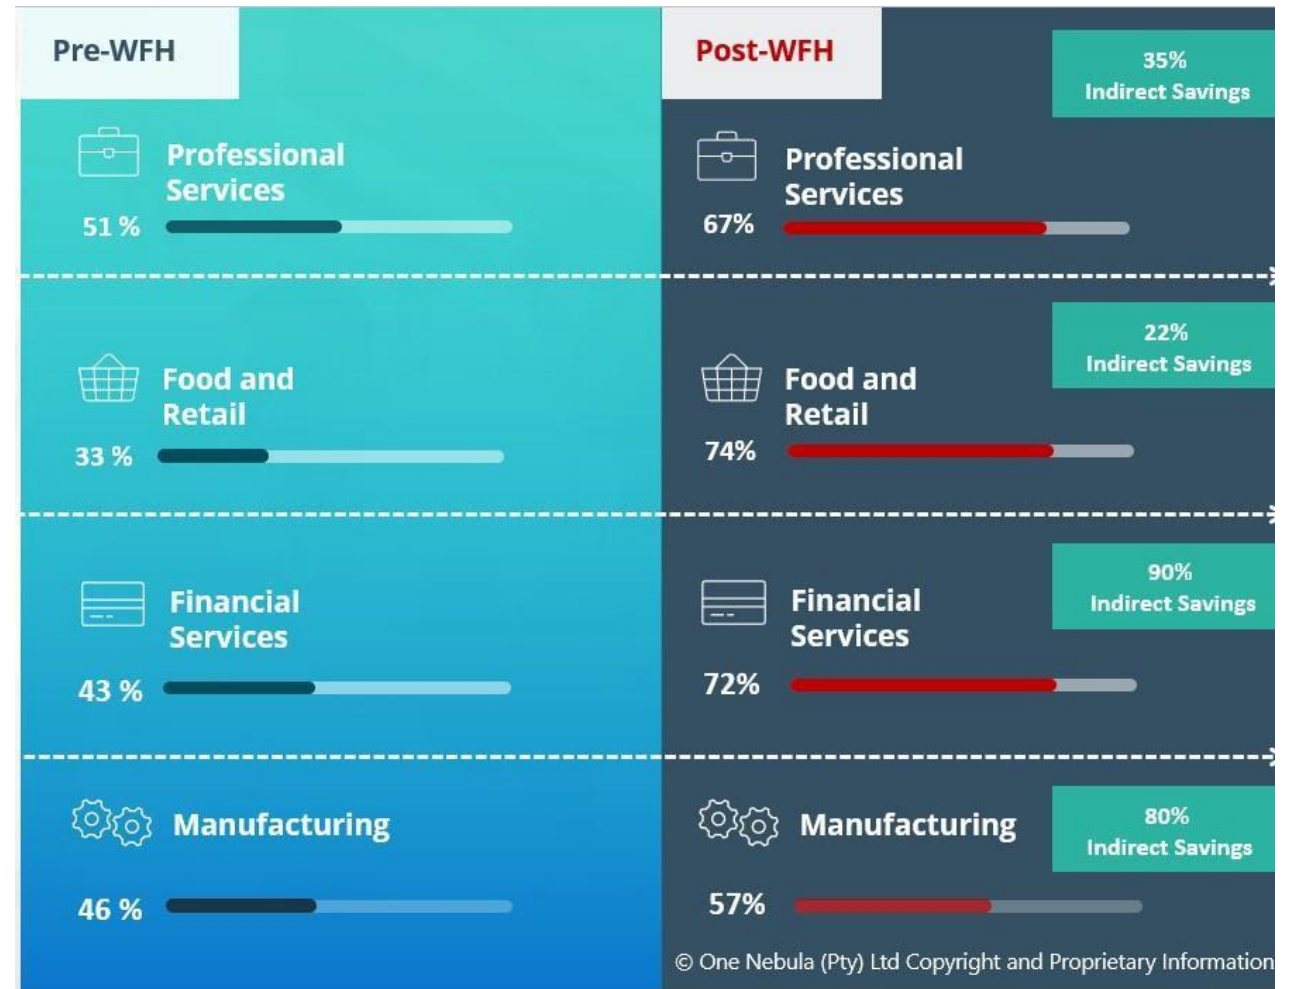 Pre-WFH
Professional
Services
51 %
Food and
Retail
33 %
Financial
Services
43 %
Manufacturing
46 %
Post-WFH
35%
Indirect Savings
Professional
Services
67%
22%
Indirect Savings
Food and
Retail
74%
90%
Indirect Savings
Financial
Services
72%
80%
Indirect Savings
Manufacturing
57%
© One Nebula (Pty) Ltd Copyright and Proprietary Information